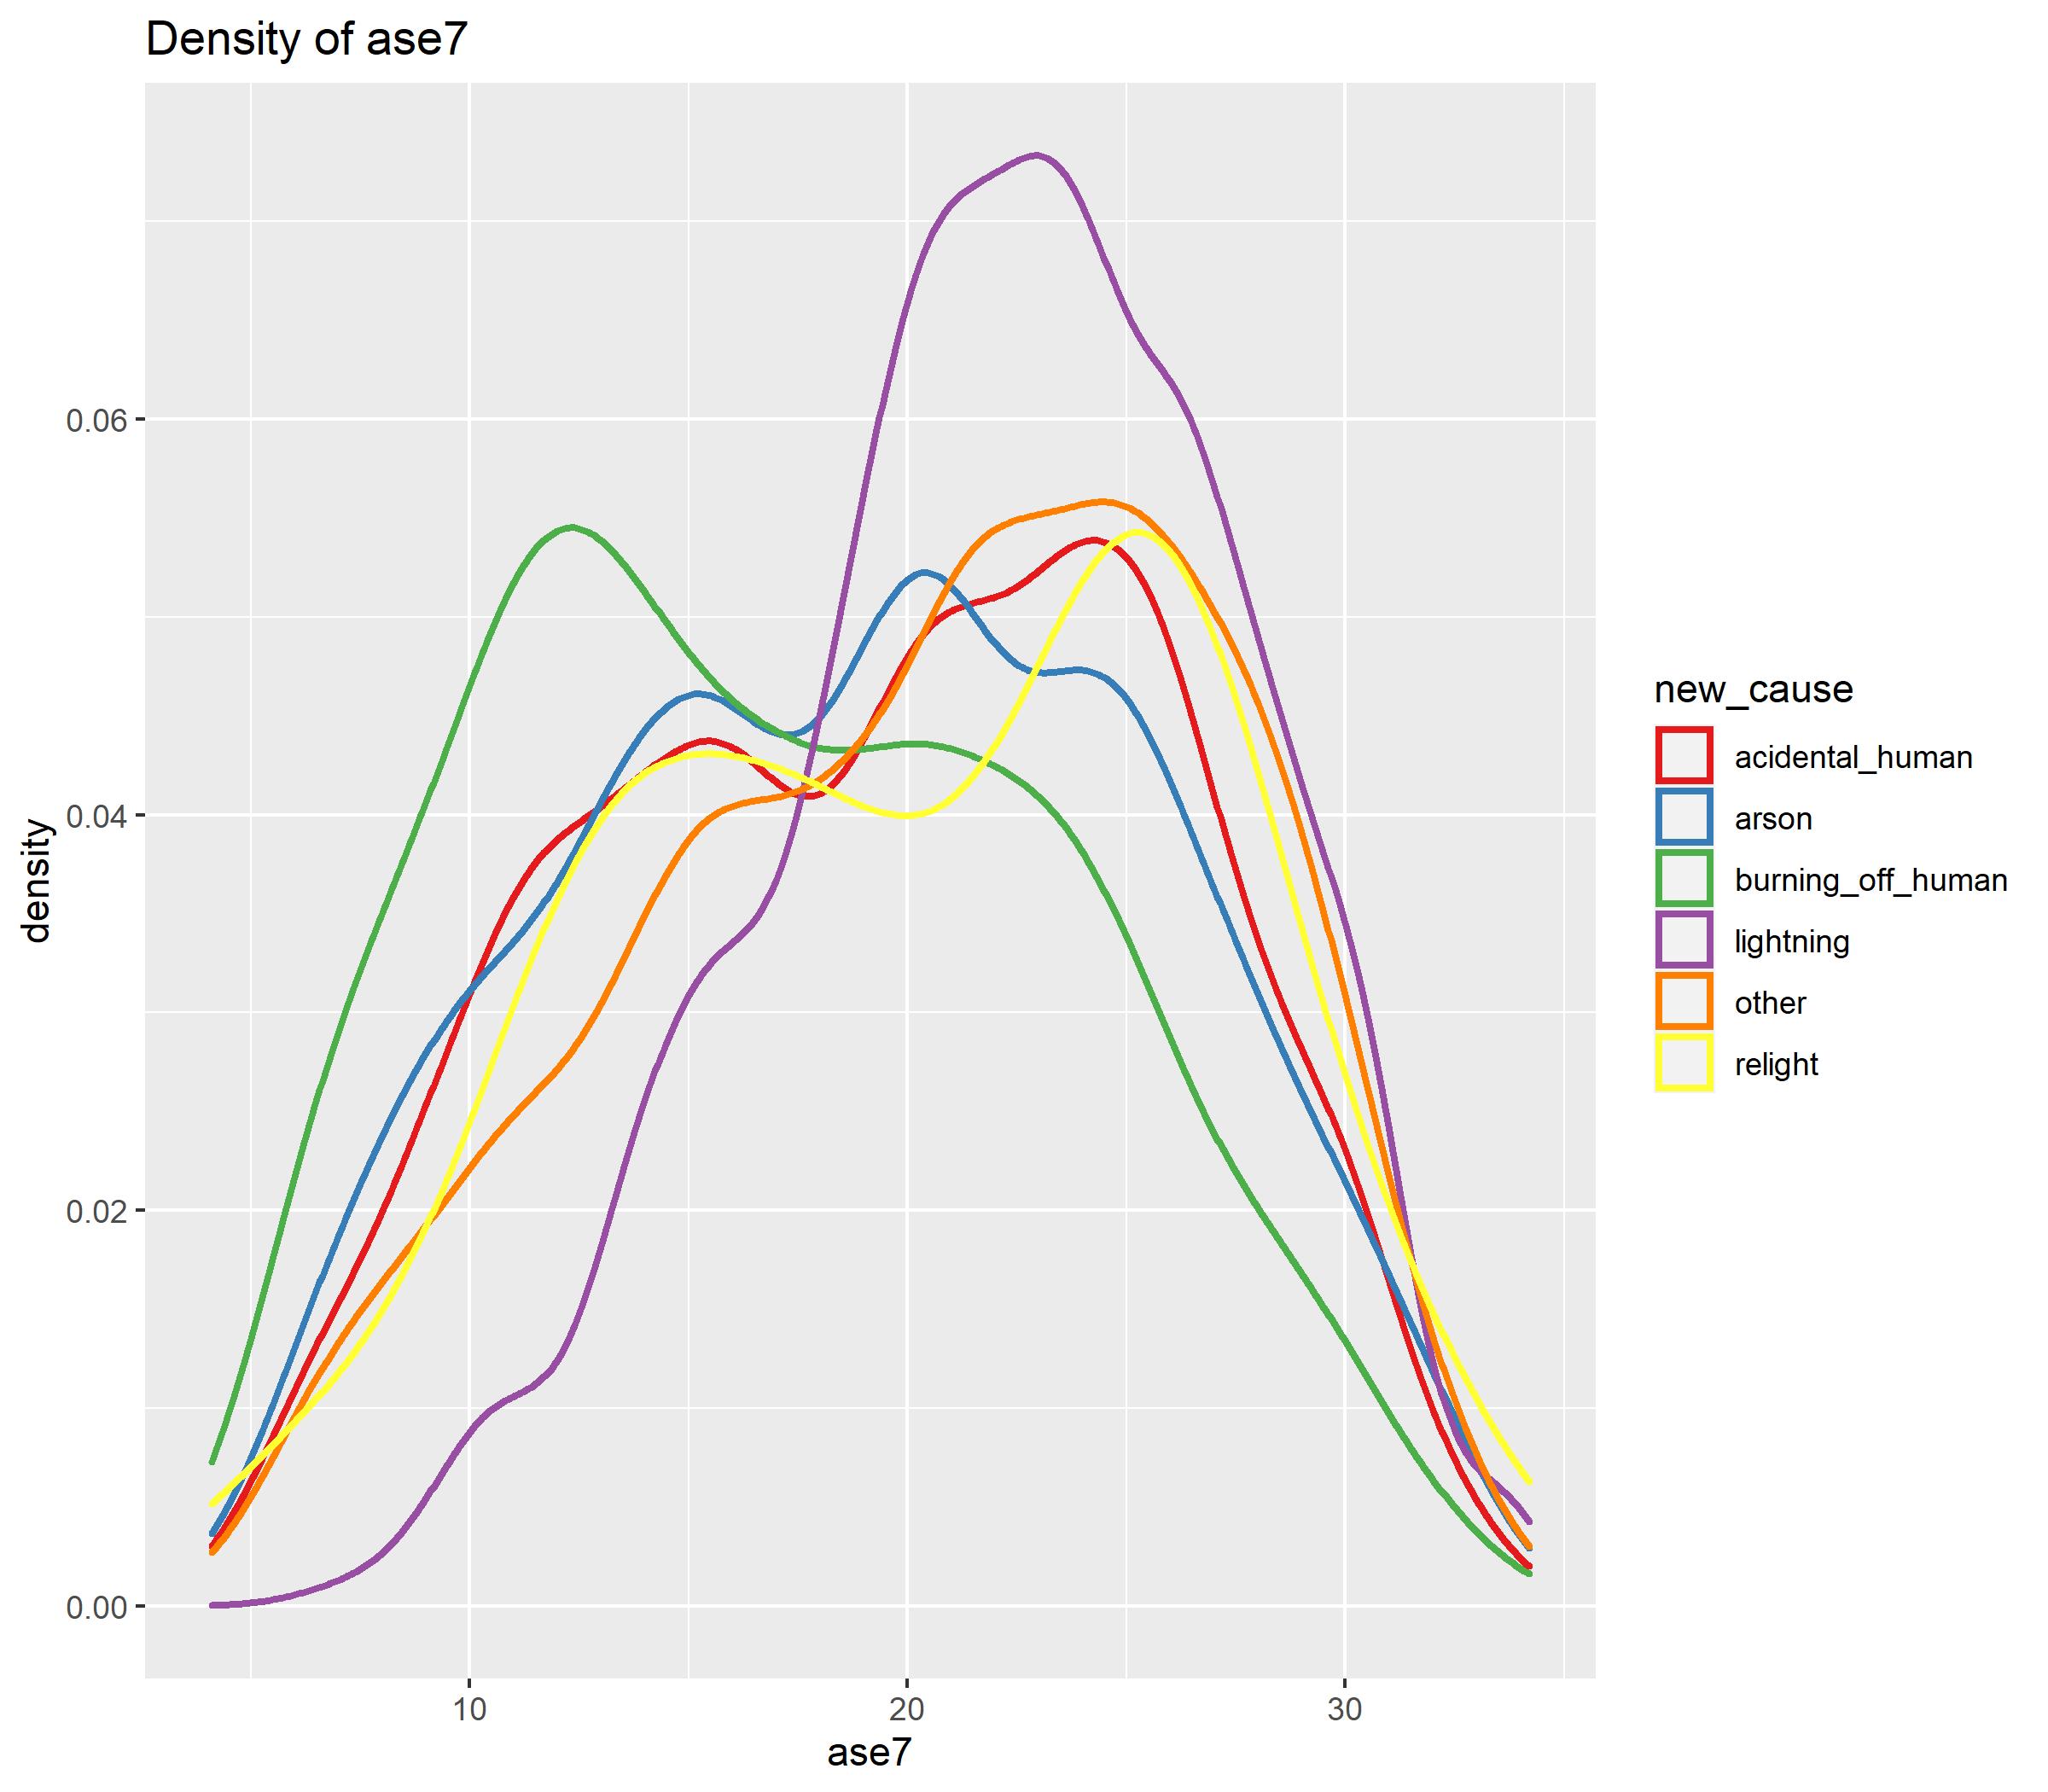 Density of ase7
density
0.06
0.04
0.02
0.00
10 20 30
ase7
new_cause
acidental_human
arson
burning_off_human
lightning
other
relight